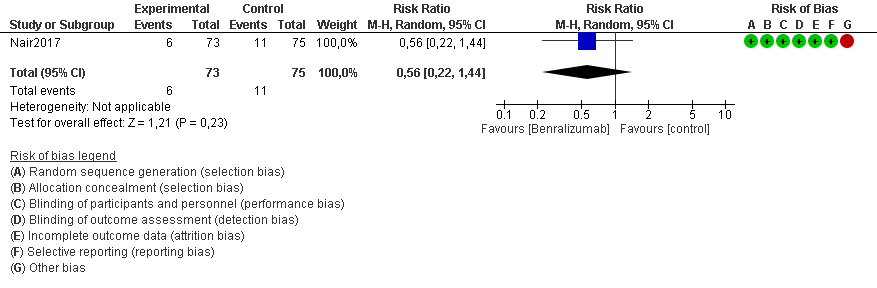 Experimental Control Risk Ratio Risk Ratio Risk of Bias
Study or Subgroup Events Total Events Total Weight M-H, Random, 95% CI M-H, Random, 95% CI A B C D E F G
Nair2017 6 73 11 75 100,0% 0,56 [0,22, 1,44] + + + + + +
Total (95% CI) 73 75 100,0% 0,56 [0,22, 1,44]
Total events 6 11
Heterogeneity: Not applicable
Test for overall effect: Z = 1,21 (P = 0,23)
0.1 0.2 0.5 1 2 5 10
Favours [Benralizumab] Favours [control]
Risk of bias legend
(A) Random sequence generation (selection bias)
(B) Allocation concealment (selection bias)
(C) Blinding of participants and personnel (performance bias)
(D) Blinding of outcome assessment (detection bias)
(E) Incomplete outcome data (attrition bias)
(F) Selective reporting (reporting bias)
(G) Other bias